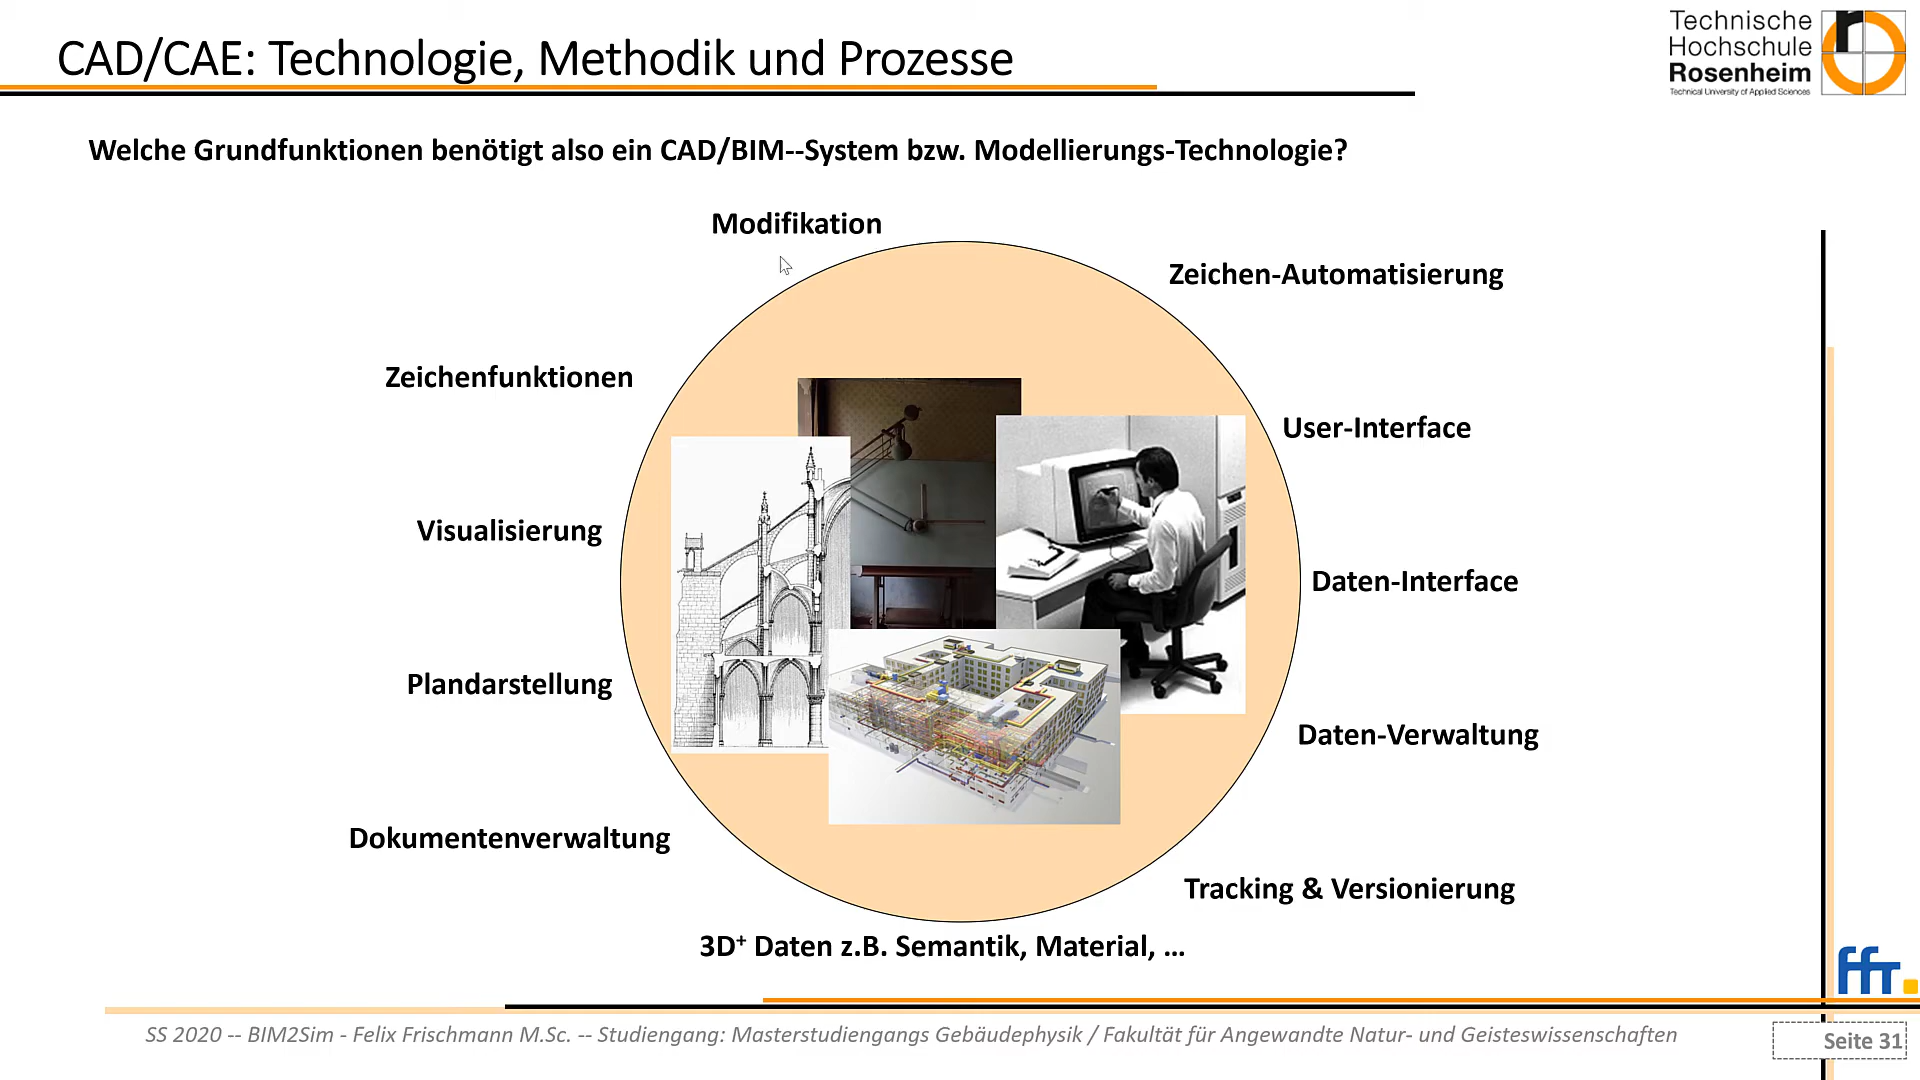 CAD/CAE: Technologie, Methodik und Prozesse
Technische
Hochschule
Rosenheim
Technical University of Applied Sciences
Welche Grundfunktionen benötigt also ein CAD/BIM--System bzw. Modellierungs-Technologie?
Modifikation
Zeichen-Automatisierung
Zeichenfunktionen
User-Interface
Visualisierung
Daten-Interface
Plandarstellung
Daten-Verwaltung
Dokumentenverwaltung
Tracking & Versionierung
3D⁺ Daten z.B. Semantik, Material, ...
ffr.
SS 2020 -- BIM2Sim - Felix Frischmann M.Sc. -- Studiengang: Masterstudiengangs Gebäudephysik / Fakultät für Angewandte Natur- und Geisteswissenschaften
Seite 31